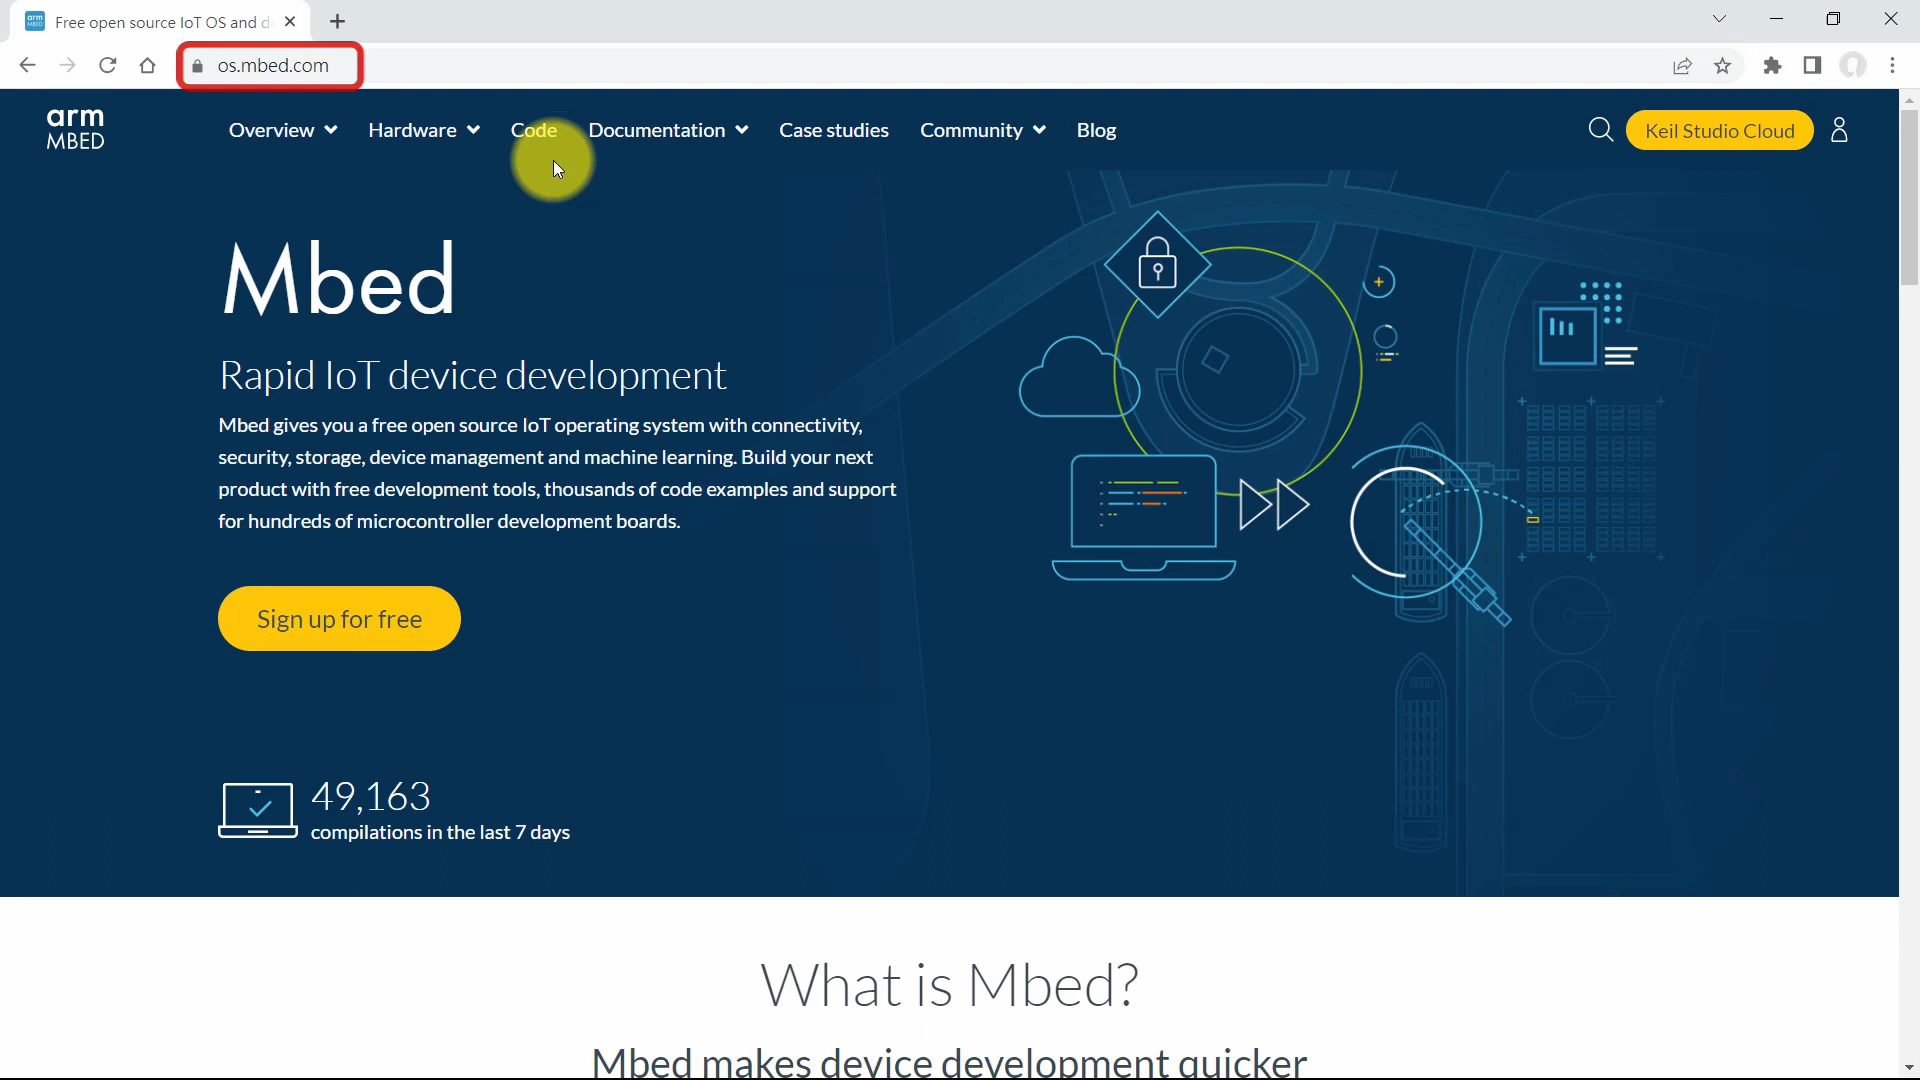 arm
MBED
Free open source IoT OS and d
os.mbed.com
arm
MBED
Overview
Hardware
Code
Documentation
Case studies
Community
Blog
Keil Studio Cloud
Mbed
Rapid IoT device development
Mbed gives you a free open source IoT operating system with connectivity,
security, storage, device management and machine learning. Build your next
product with free development tools, thousands of code examples and support
for hundreds of microcontroller development boards.
Sign up for free
49,163
compilations in the last 7 days
What is Mbed?
Mbed makes device development quicker